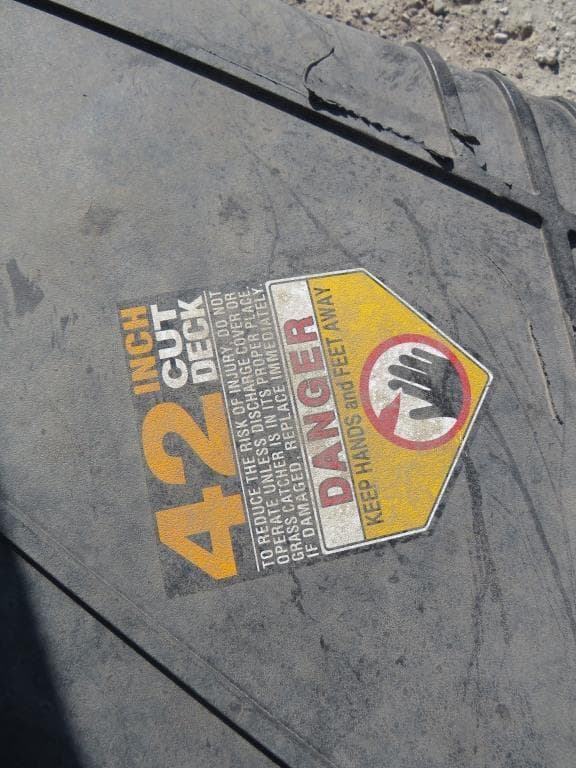 42 INCH
CUT
DECK
TO REDUCE THE RISK OF INJURY, DO NOT
OPERATE UNLESS DISCHARGE COVER OR
GRASS CATCHER IS IN ITS PROPER PLACE.
IF DAMAGED, REPLACE IMMEDIATELY.
DANGER
KEEP HANDS and FEET AWAY